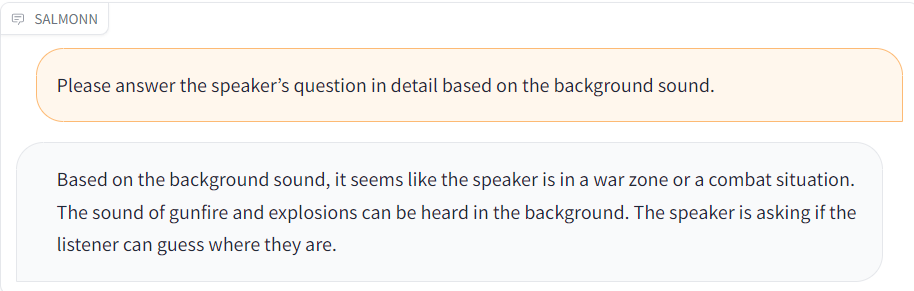 SALMONN
Please answer the speaker’s question in detail based on the background sound.
Based on the background sound, it seems like the speaker is in a war zone or a combat situation.
The sound of gunfire and explosions can be heard in the background. The speaker is asking if the
listener can guess where they are.